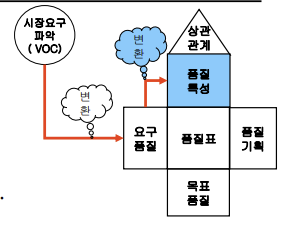 시장요구
파악
( VOC)
변
환
상관
관계
품질
특성
변
환
요구
품질
품질표
품질
기획
목표
품질
.